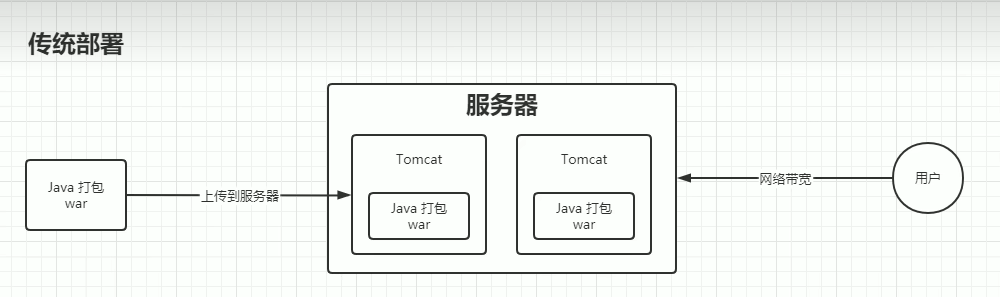 传统部署
服务器
Tomcat
Tomcat
Java 打包
war
上传到服务器
Java 打包
war
Java 打包
war
网络带宽
用户